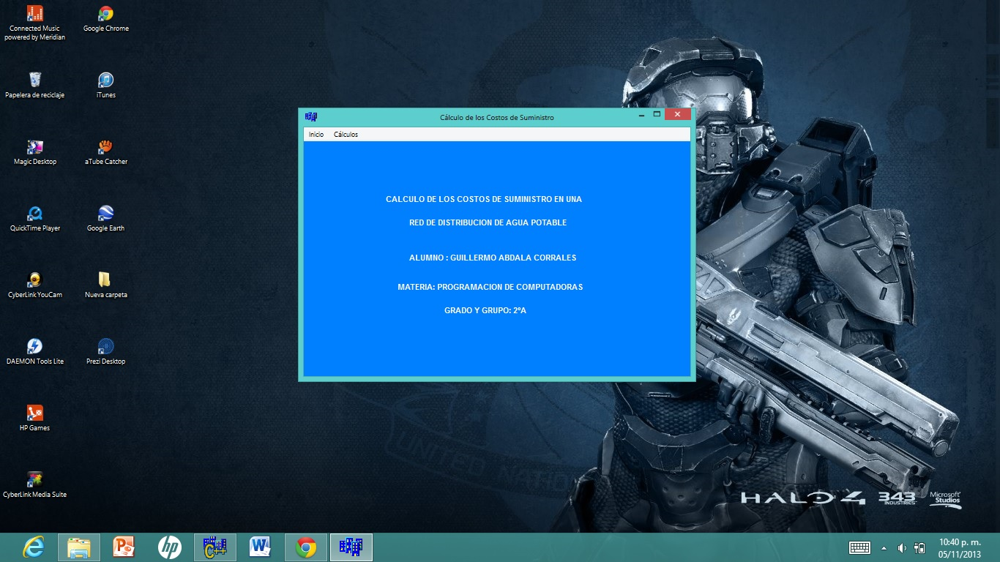 Connected Music
powered by Meridian
Google Chrome
Papelera de reciclaje
iTunes
Magic Desktop
aTube Catcher
QuickTime Player
Google Earth
CyberLink YouCam
Nueva carpeta
DAEMON Tools Lite
Prezi Desktop
HP Games
CyberLink Media Suite
Cálculo de los Costos de Suministro
Inicio Cálculos
CALCULO DE LOS COSTOS DE SUMINISTRO EN UNA
RED DE DISTRIBUCION DE AGUA POTABLE
ALUMNO : GUILLERMO ABDALA CORRALES
MATERIA: PROGRAMACION DE COMPUTADORAS
GRADO Y GRUPO: 2ºA
UNITED NATIONS
HALO 4
343
INDUSTRIES
Microsoft
Studios
hp
C++
10:40 p. m.
05/11/2013